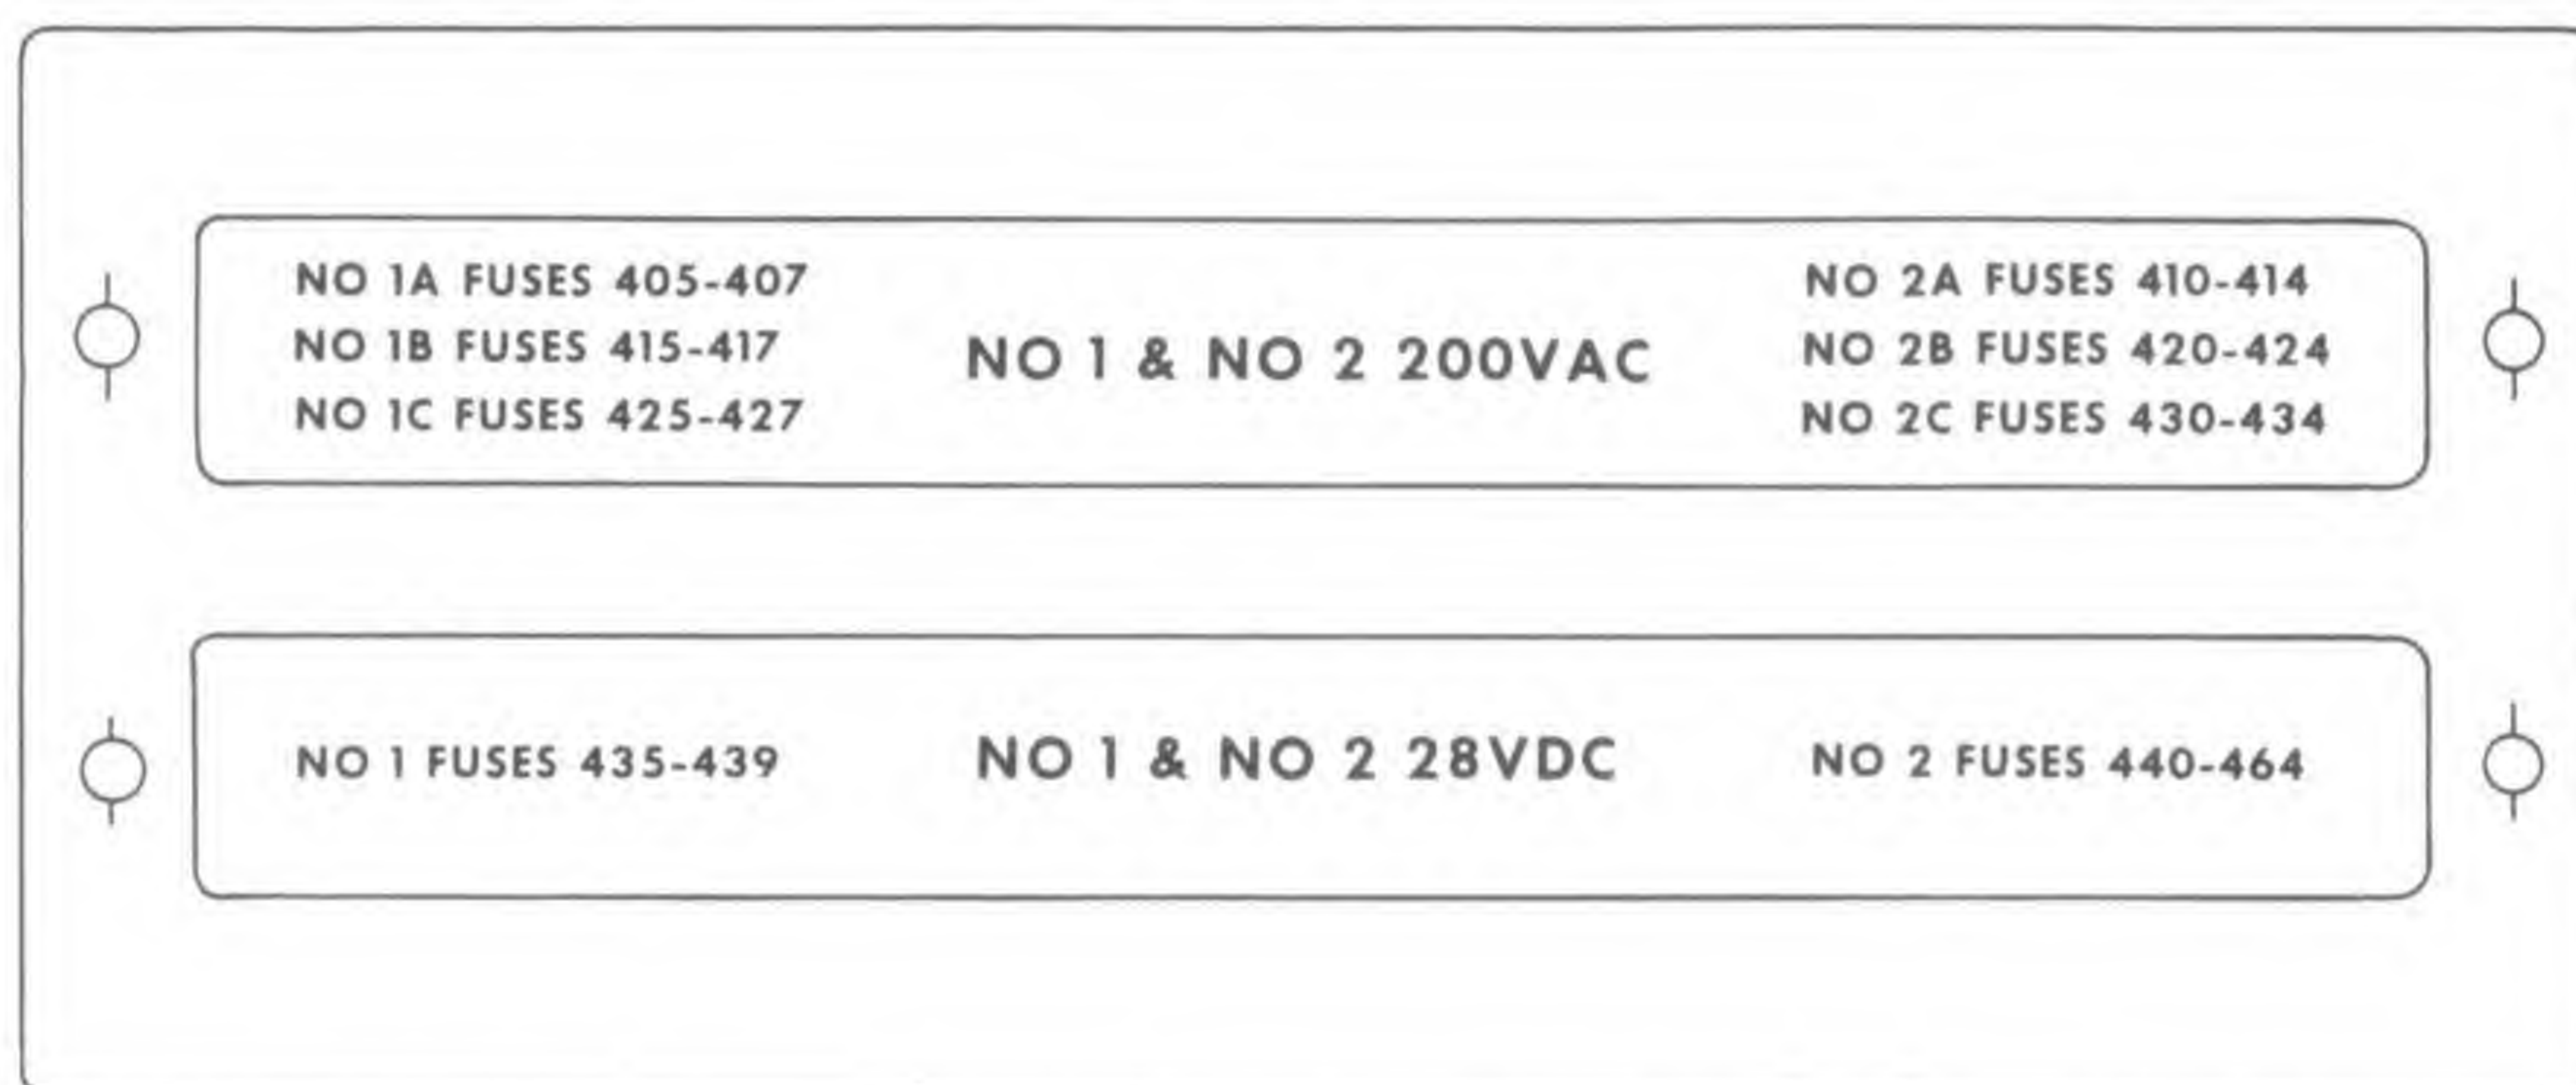 NO 1A FUSES 405-407
NO 1B FUSES 415-417
NO 1C FUSES 425-427
NO 1 & NO 2 200VAC
NO 2A FUSES 410-414
NO 2B FUSES 420-424
NO 2C FUSES 430-434
NO 1 FUSES 435-439
NO 1 & NO 2 28VDC
NO 2 FUSES 440-464